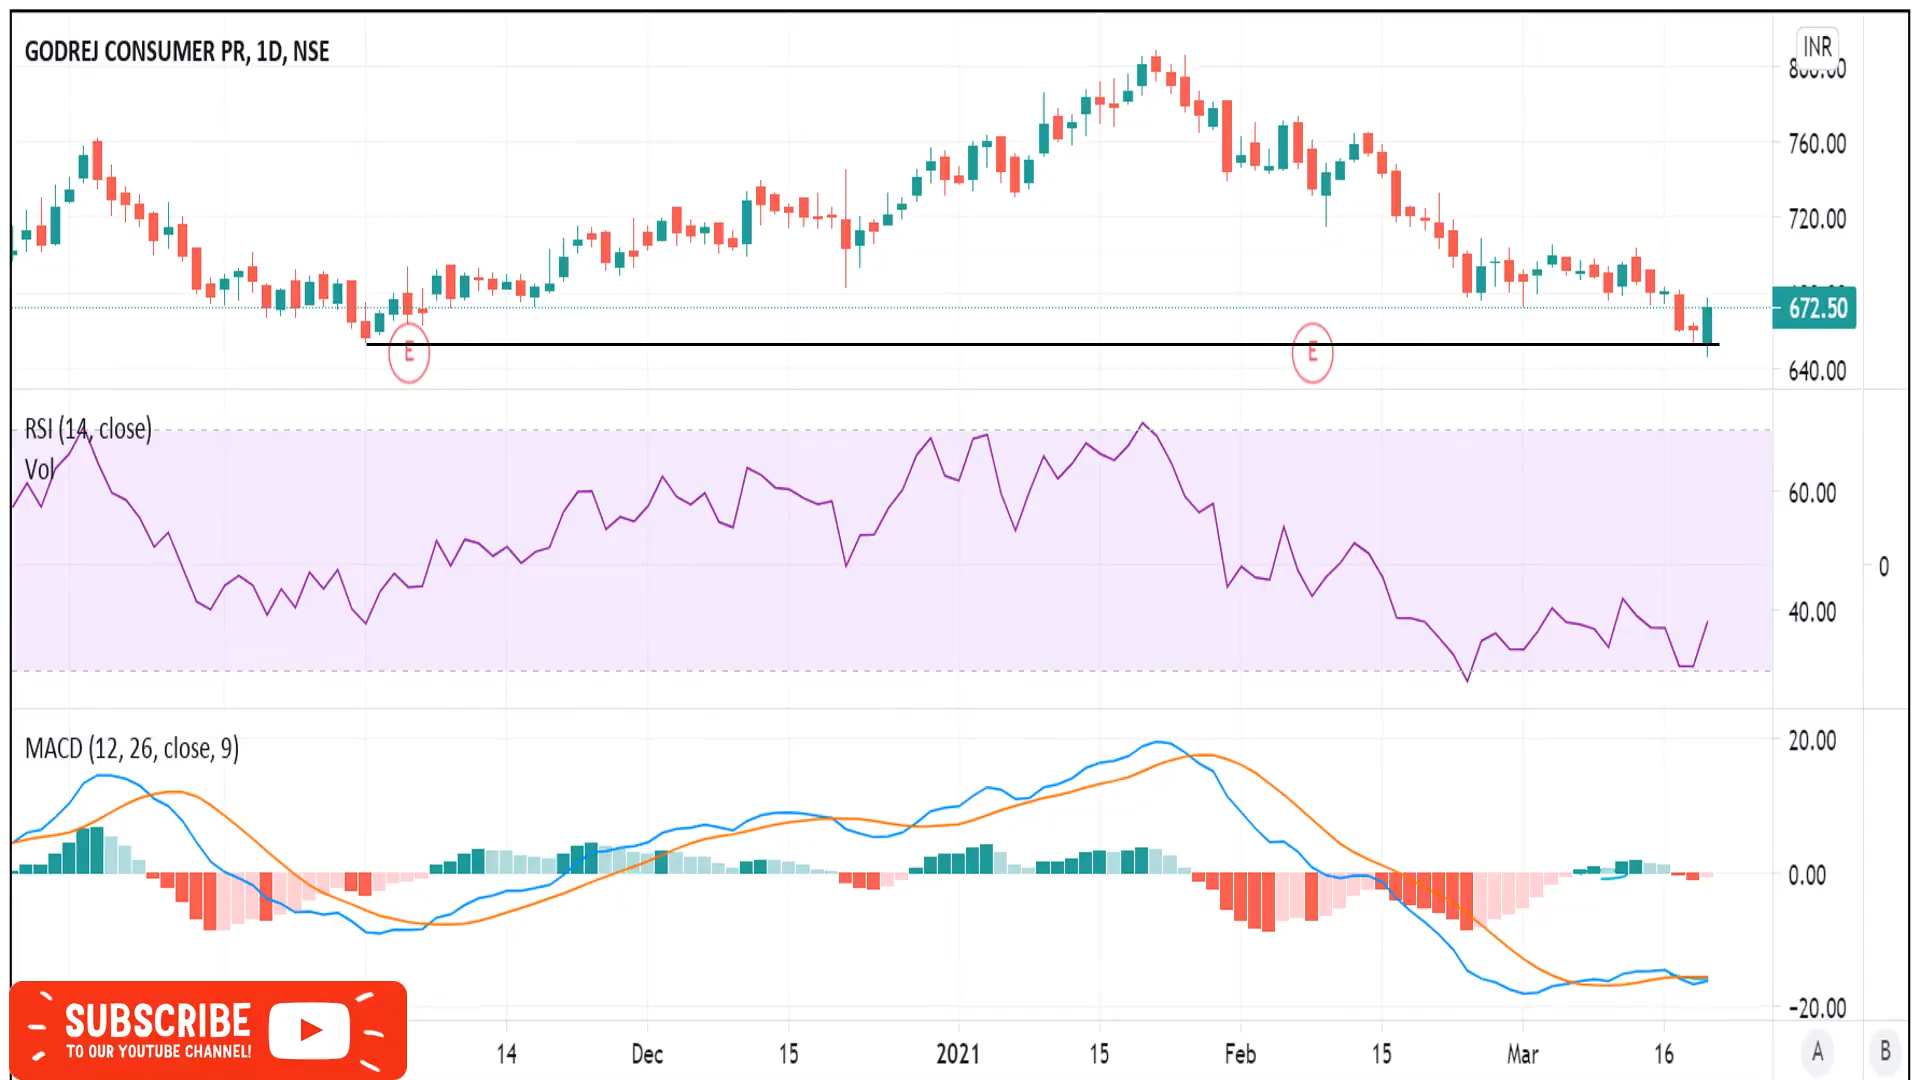 GODREJ CONSUMER PR, 1D, NSE
INR
800.00
760.00
720.00
672.50
640.00
E
E
RSI (14, close)
Vol
60.00
0
40.00
MACD (12, 26, close, 9)
20.00
0.00
-20.00
SUBSCRIBE
TO OUR YOUTUBE CHANNEL!
14 Dec 15 2021 15 Feb 15 Mar 16
A B